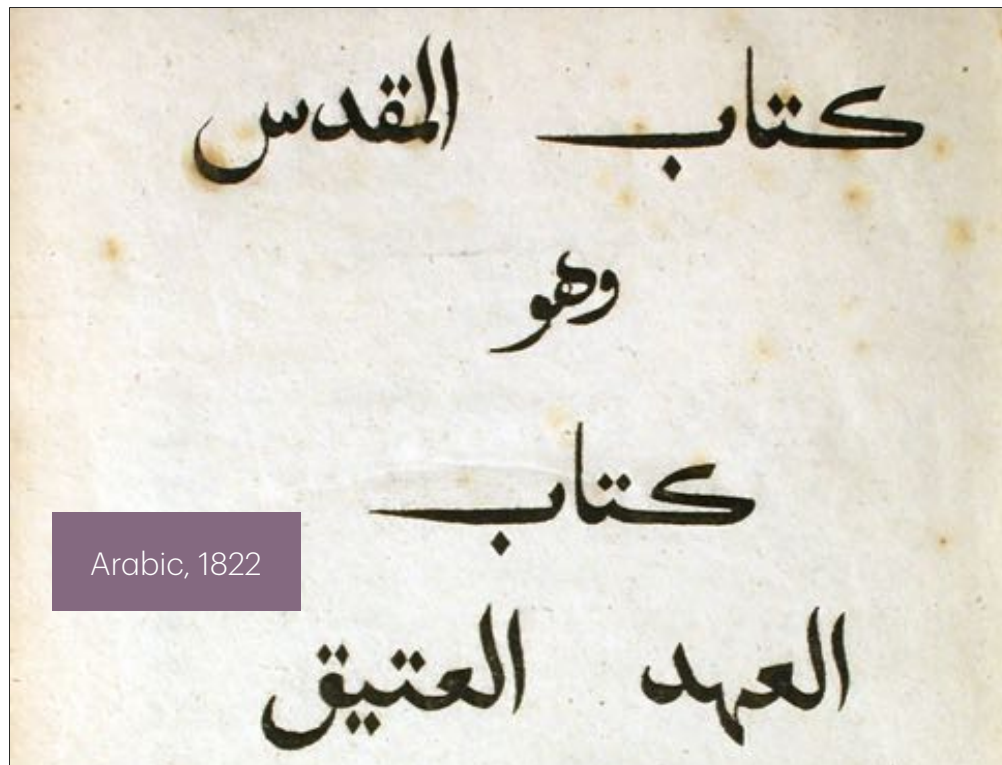 كتاب المقدس
وهو
كتاب
Arabic, 1822
العهد العتيق